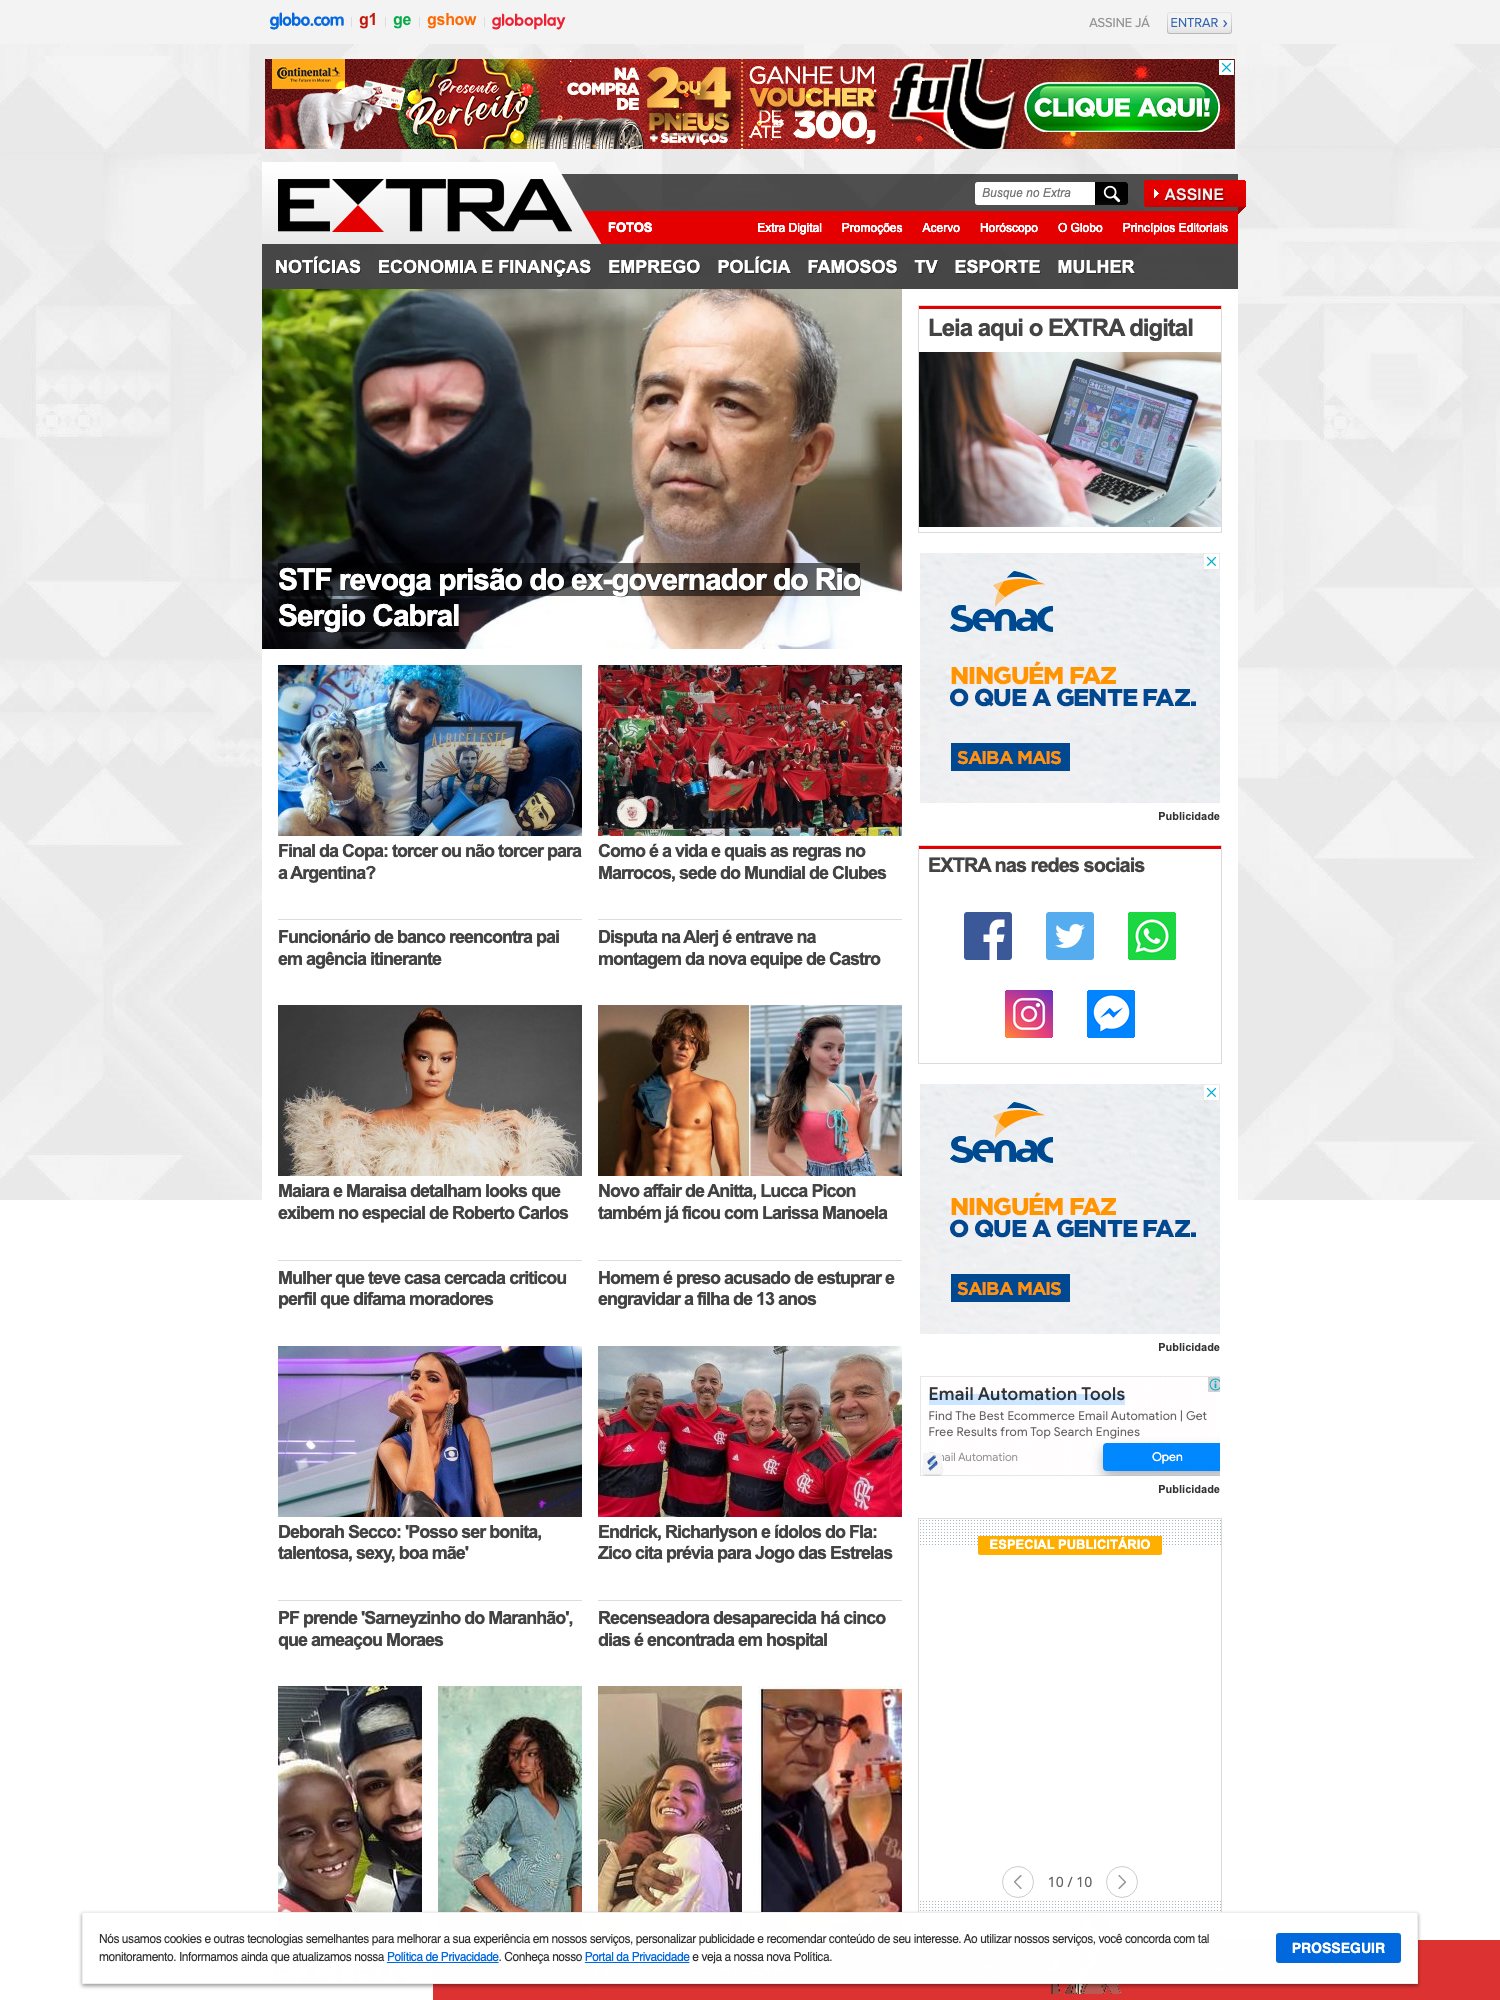 globo.com g1 ge gshow globoplay ASSINE JÁ ENTRAR
Continental
The Future in Motion
Presente
Perfeito
NA
COMPRA
DE
2 ou 4
PNEUS
+ SERVIÇOS
GANHE UM
VOUCHER
DE
ATÉ
R$
300,
full
CLIQUE AQUI!
EXTRA
Busque no Extra
ASSINE
FOTOS Extra Digital Promoções Acervo Horóscopo O Globo Princípios Editoriais
NOTÍCIAS ECONOMIA E FINANÇAS EMPREGO POLÍCIA FAMOSOS TV ESPORTE MULHER
STF revoga prisão do ex-governador do Rio
Sergio Cabral
ALBICELESTE
Final da Copa: torcer ou não torcer para
a Argentina?
Como é a vida e quais as regras no
Marrocos, sede do Mundial de Clubes
Funcionário de banco reencontra pai
em agência itinerante
Disputa na Alerj é entrave na
montagem da nova equipe de Castro
Maiara e Maraisa detalham looks que
exibem no especial de Roberto Carlos
Novo affair de Anitta, Lucca Picon
também já ficou com Larissa Manoela
Mulher que teve casa cercada criticou
perfil que difama moradores
Homem é preso acusado de estuprar e
engravidar a filha de 13 anos
Deborah Secco: 'Posso ser bonita,
talentosa, sexy, boa mãe'
Endrick, Richarlyson e ídolos do Fla:
Zico cita prévia para Jogo das Estrelas
PF prende 'Sarneyzinho do Maranhão',
que ameaçou Moraes
Recenseadora desaparecida há cinco
dias é encontrada em hospital
Leia aqui o EXTRA digital
Senac
NINGUÉM FAZ
O QUE A GENTE FAZ.
SAIBA MAIS
Publicidade
EXTRA nas redes sociais
Senac
NINGUÉM FAZ
O QUE A GENTE FAZ.
SAIBA MAIS
Publicidade
Email Automation Tools
Find The Best Ecommerce Email Automation | Get
Free Results from Top Search Engines
mail Automation
Open
Publicidade
ESPECIAL PUBLICITÁRIO
10 / 10
Nós usamos cookies e outras tecnologias semelhantes para melhorar a sua experiência em nossos serviços, personalizar publicidade e recomendar conteúdo de seu interesse. Ao utilizar nossos serviços, você concorda com tal
monitoramento. Informamos ainda que atualizamos nossa Política de Privacidade. Conheça nosso Portal da Privacidade e veja a nossa nova Política.
PROSSEGUIR